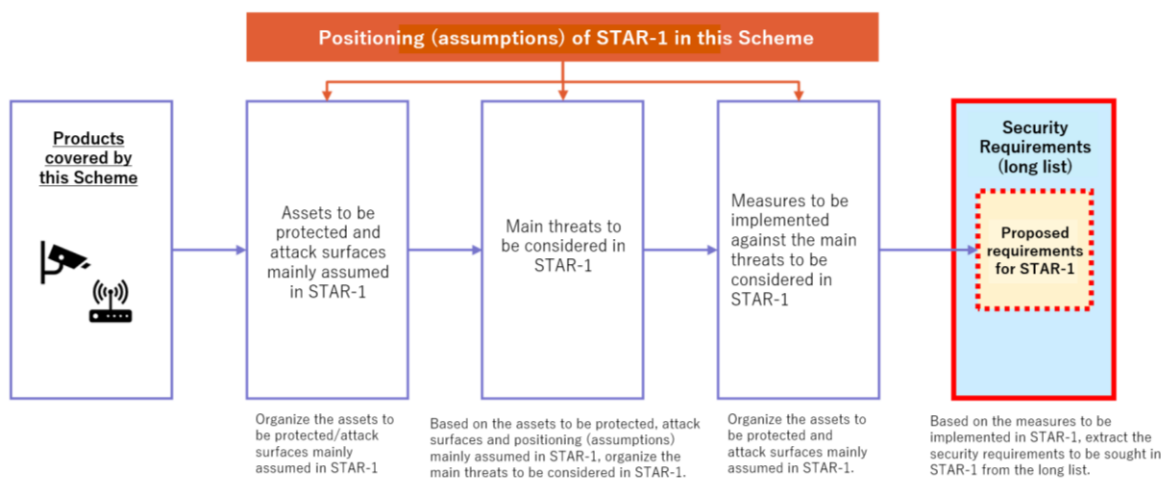 Positioning (assumptions) of STAR-1 in this Scheme
Products
covered by
this Scheme
Assets to be
protected and
attack surfaces
mainly assumed
in STAR-1
Main threats to
be considered in
STAR-1
Measures to be
implemented
against the main
threats to be
considered in
STAR-1
Security
Requirements
(long list)
Proposed
requirements
for STAR-1
Organize the assets to
be protected/attack
surfaces mainly
assumed in STAR-1
Based on the assets to be protected, attack
surfaces and positioning (assumptions)
mainly assumed in STAR-1, organize the
main threats to be considered in STAR-1.
Organize the assets to
be protected and
attack surfaces mainly
assumed in STAR-1.
Based on the measures to be
implemented in STAR-1, extract the
security requirements to be sought in
STAR-1 from the long list.